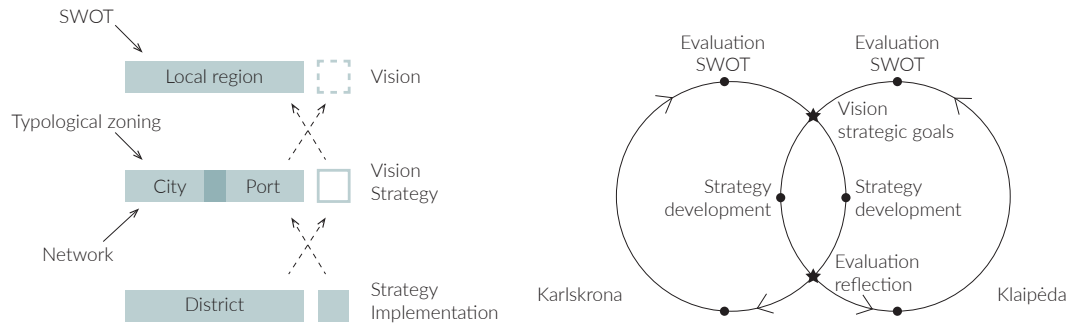 SWOT
Local region
Vision
Typological zoning
City
Port
Vision
Strategy
Network
District
Strategy
Implementation
Evaluation
SWOT
Evaluation
SWOT
Vision
strategic goals
Strategy
development
Strategy
development
Evaluation
reflection
Karlskrona
Klaipėda